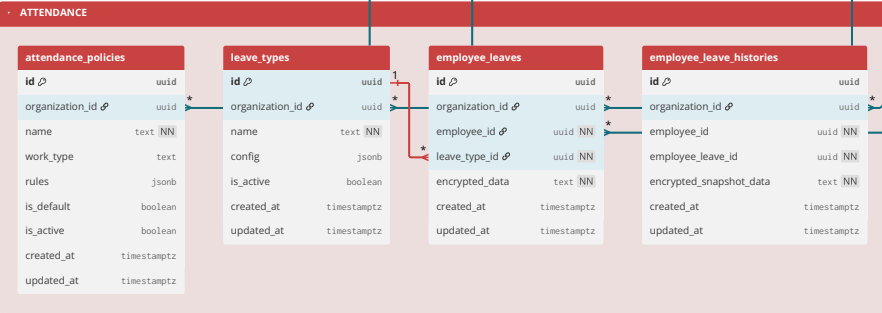 ATTENDANCE
attendance_policies
id uuid
organization_id uuid *
name text NN
work_type text
rules jsonb
is_default boolean
is_active boolean
created_at timestamptz
updated_at timestamptz
leave_types
id uuid 1
organization_id uuid *
name text NN
config jsonb
is_active boolean
created_at timestamptz
updated_at timestamptz
employee_leaves
id uuid
organization_id uuid *
employee_id uuid NN *
* leave_type_id uuid NN
encrypted_data text NN
created_at timestamptz
updated_at timestamptz
employee_leave_histories
id uuid
organization_id uuid *
employee_id uuid NN
employee_leave_id uuid NN
encrypted_snapshot_data text NN
created_at timestamptz
updated_at timestamptz